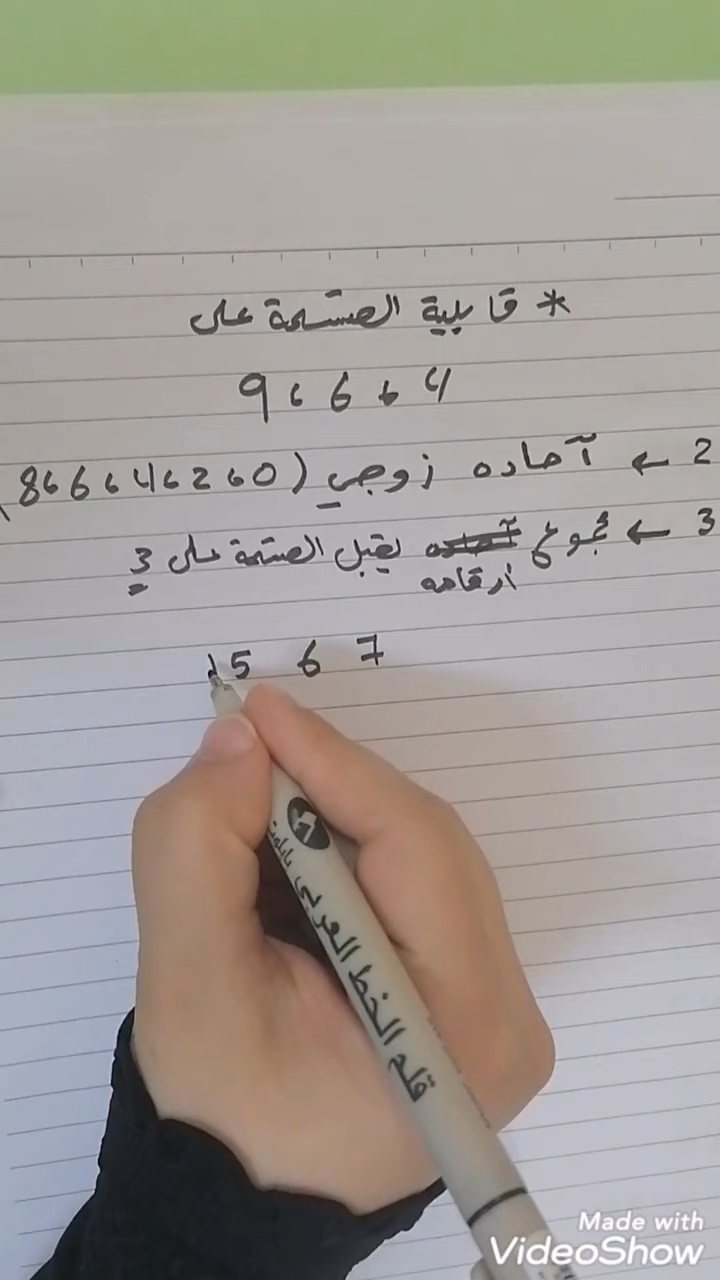 * قابلية القسمة على
4 ، 6 ، 9
2 ← آحاده زوجي (0،2،4،6،8)
3 ← مجموع آحاده يقبل القسمة على 3
أرقامه
15 6 7
قلم الخط العربي
Made with
VideoShow